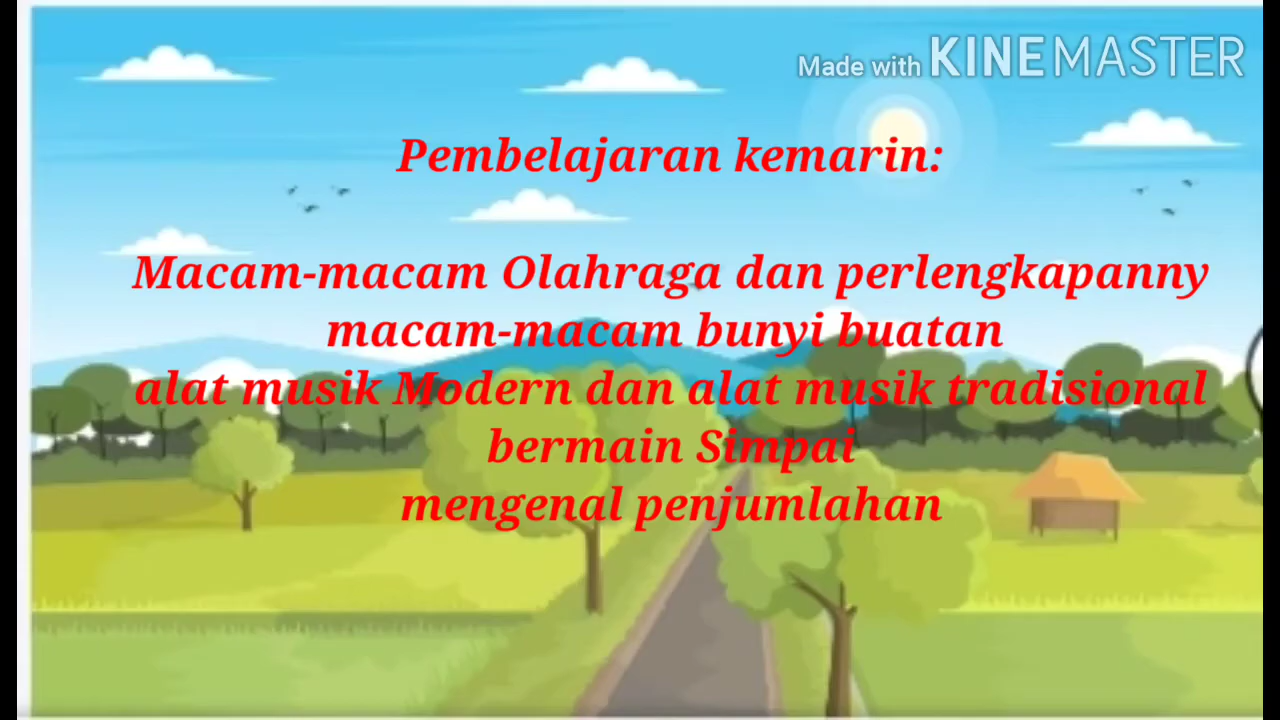 Made with KINEMASTER
Pembelajaran kemarin:
Macam-macam Olahraga dan perlengkapanny
macam-macam bunyi buatan
alat musik Modern dan alat musik tradisional
bermain Simpai
mengenal penjumlahan